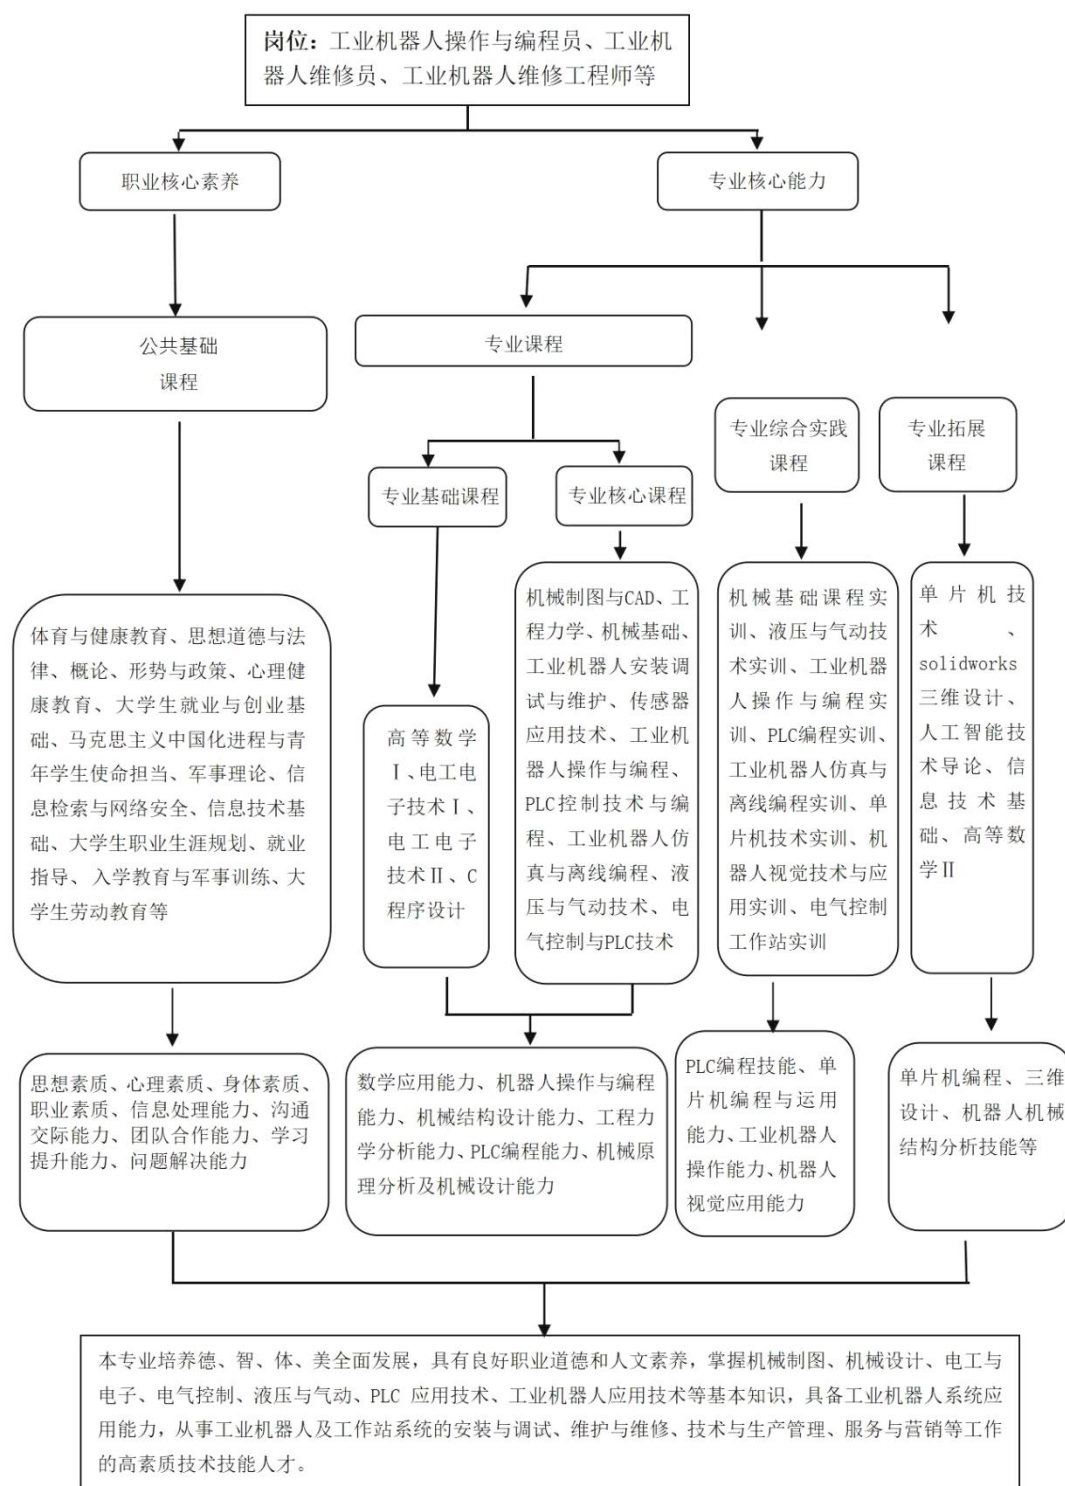 岗位：工业机器人操作与编程员、工业机
器人维修员、工业机器人维修工程师等
职业核心素养
专业核心能力
公共基础
课程
专业课程
专业综合实践
课程
专业拓展
课程
专业基础课程
专业核心课程
体育与健康教育、思想道德与法
律、概论、形势与政策、心理健
康教育、大学生就业与创业基
础、马克思主义中国化进程与青
年学生使命担当、军事理论、信
息检索与网络安全、信息技术基
础、大学生职业生涯规划、就业
指导、入学教育与军事训练、大
学生劳动教育等
高等数学
Ⅰ、电工电
子技术Ⅰ、
电工电子
技术Ⅱ、C
程序设计
机械制图与CAD、工
程力学、机械基础、
工业机器人安装调
试与维护、传感器
应用技术、工业机
器人操作与编程、
PLC控制技术与编
程、工业机器人仿
真与离线编程、液
压与气动技术、电
气控制与PLC技术
机械基础课程实
训、液压与气动技
术实训、工业机器
人操作与编程实
训、PLC编程实训、
工业机器人仿真与
离线编程实训、单
片机技术实训、机
器人视觉技术与应
用实训、电气控制
工作站实训
单片机技
术、
solidworks
三维设计、
人工智能技
术导论、信
息技术基
础、高等数
学Ⅱ
思想素质、心理素质、身体素质、
职业素质、信息处理能力、沟通
交际能力、团队合作能力、学习
提升能力、问题解决能力
数学应用能力、机器人操作与编程
能力、机械结构设计能力、工程力
学分析能力、PLC编程能力、机械原
理分析及机械设计能力
PLC编程技能、单
片机编程与运用
能力、工业机器人
操作能力、机器人
视觉应用能力
单片机编程、三维
设计、机器人机械
结构分析技能等
本专业培养德、智、体、美全面发展，具有良好职业道德和人文素养，掌握机械制图、机械设计、电工与
电子、电气控制、液压与气动、PLC 应用技术、工业机器人应用技术等基本知识，具备工业机器人系统应
用能力，从事工业机器人及工作站系统的安装与调试、维护与维修、技术与生产管理、服务与营销等工作
的高素质技术技能人才。